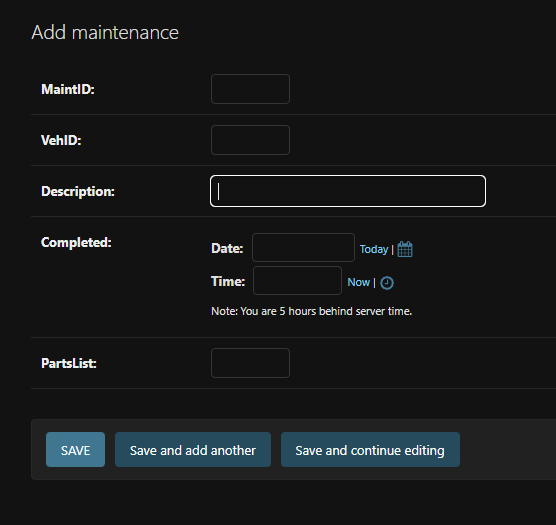 Add maintenance
MaintID:
VehID:
Description:
Completed:
Date: Today |
Time: Now |
Note: You are 5 hours behind server time.
PartsList:
SAVE Save and add another Save and continue editing